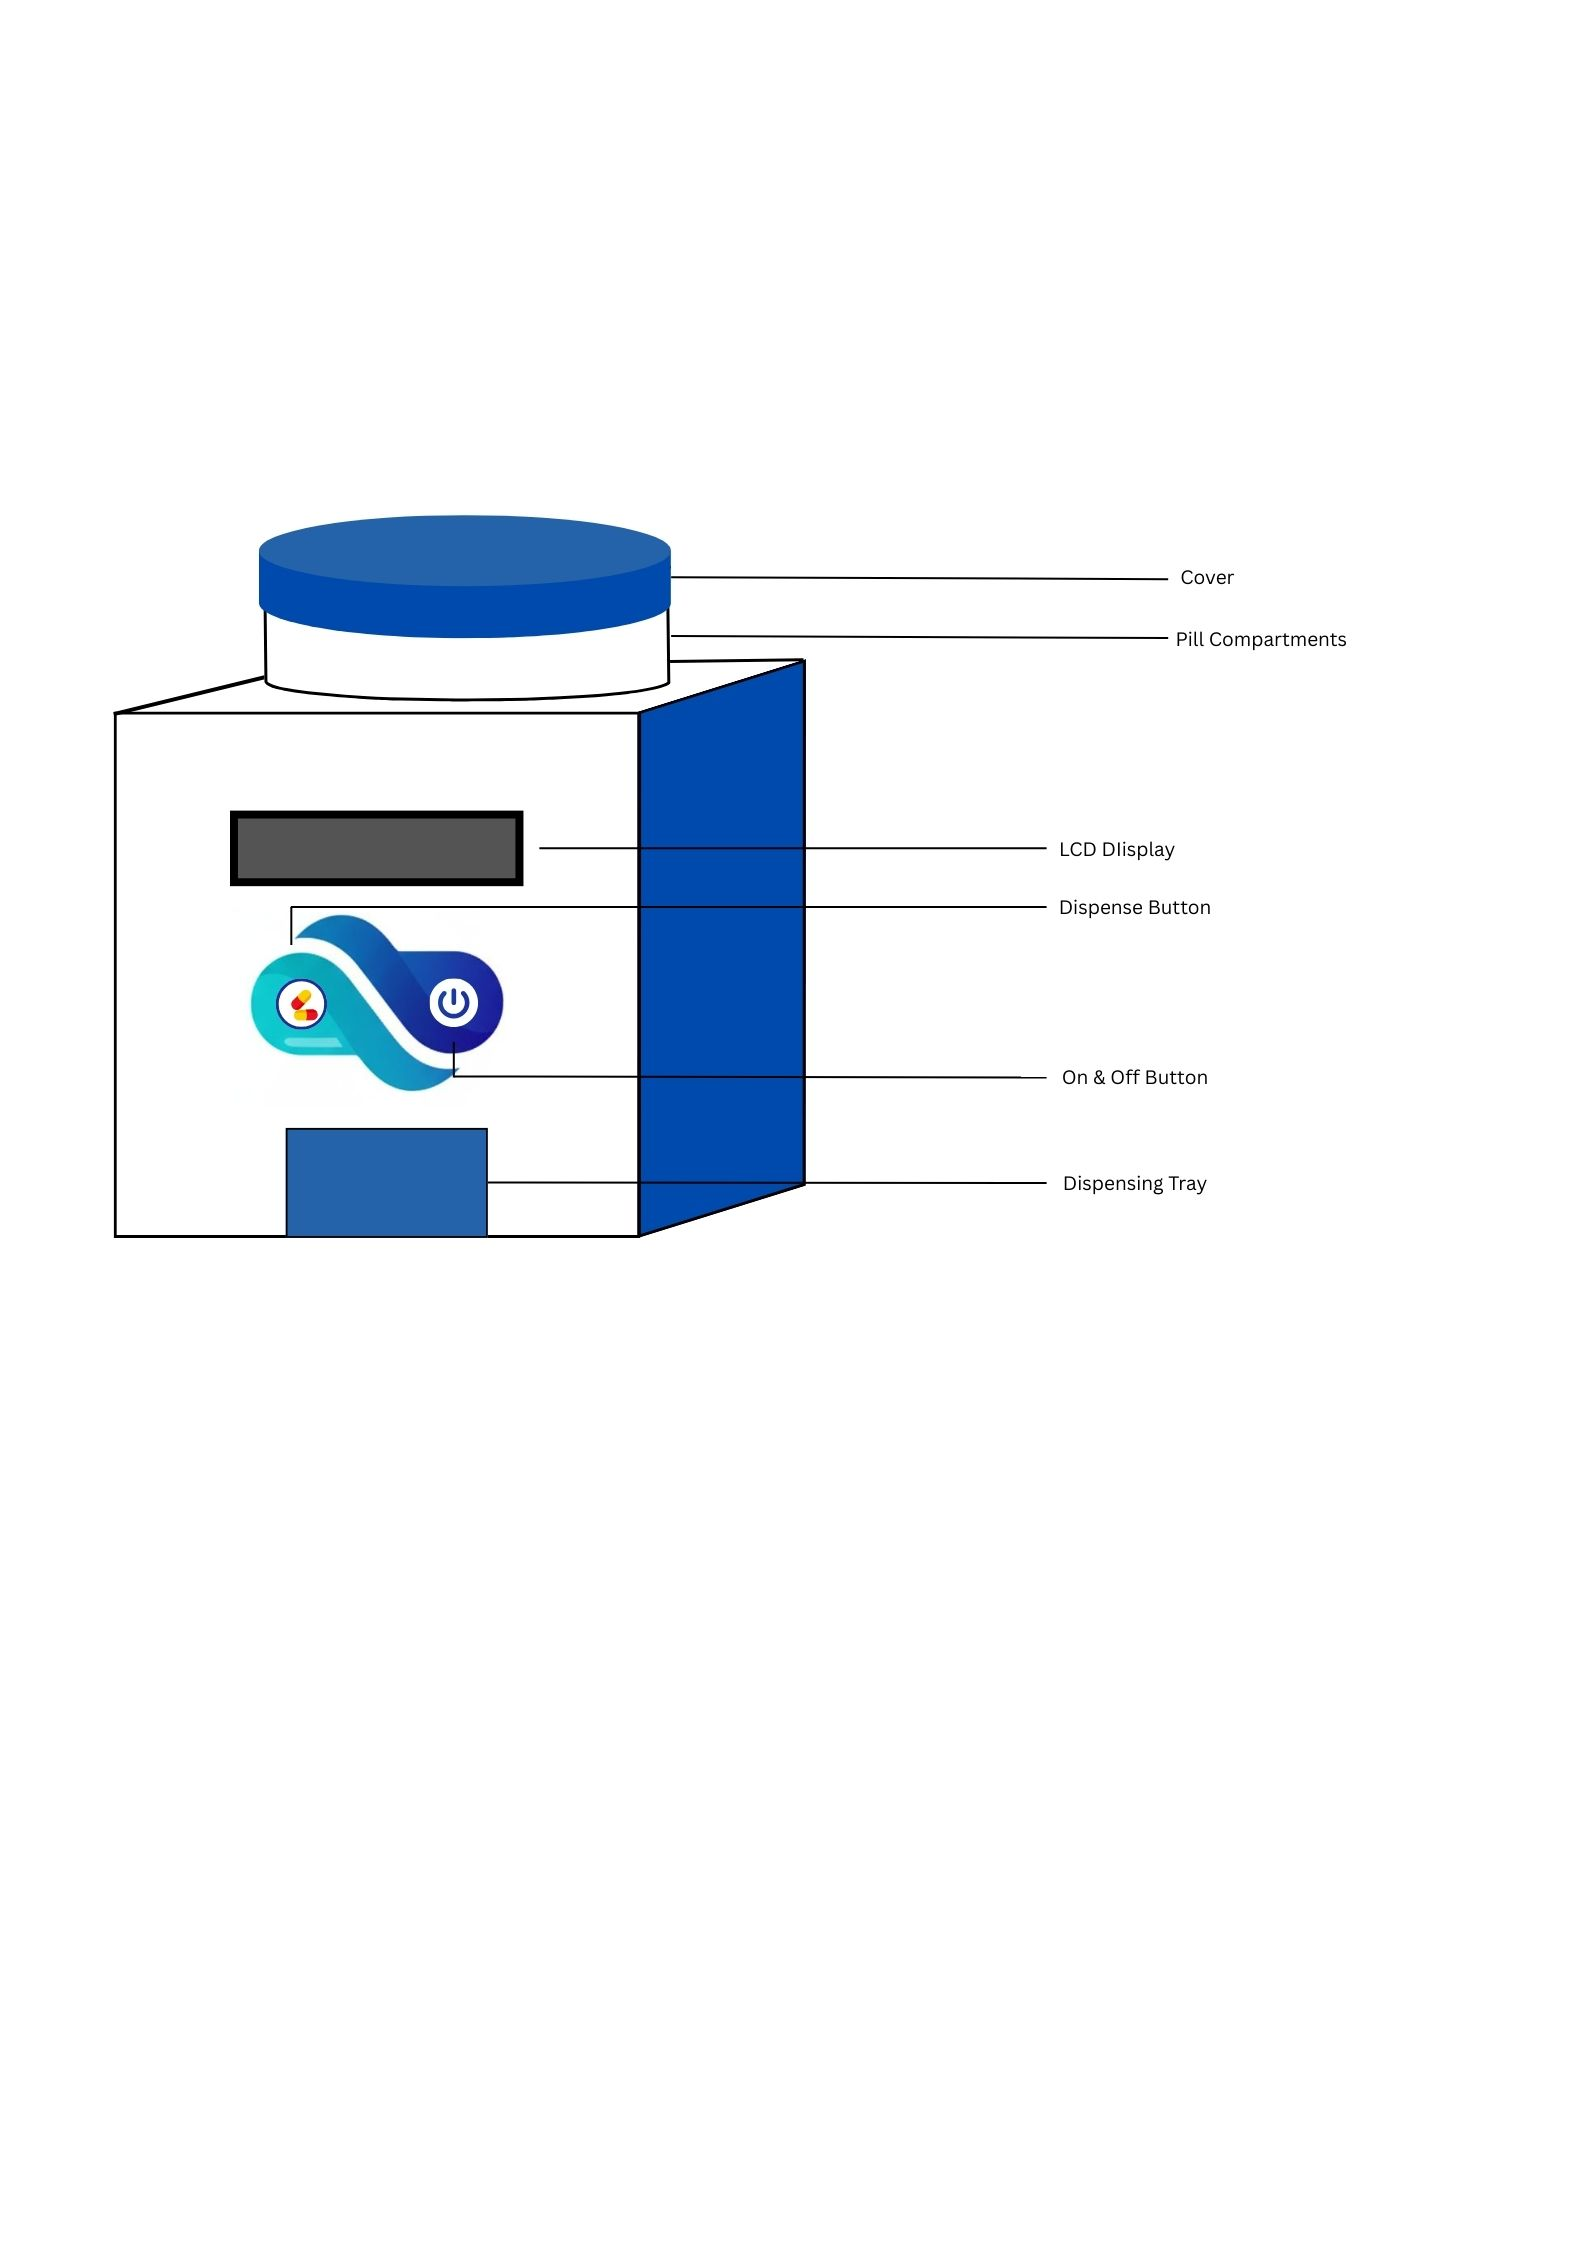 Cover
Pill Compartments
LCD DIisplay
Dispense Button
On & Off Button
Dispensing Tray